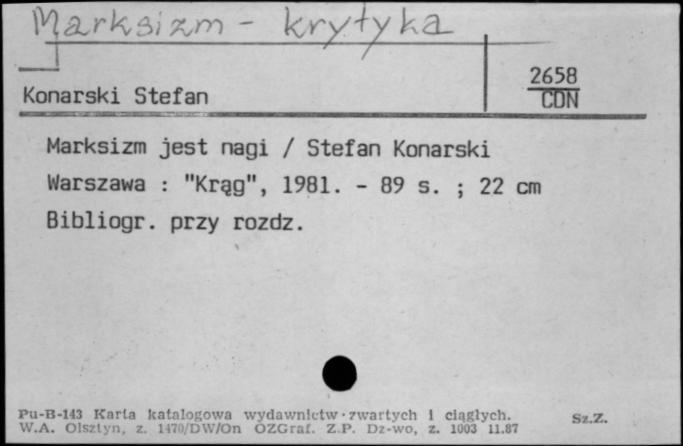 Marksizm - krytyka
2658
CDN
Konarski Stefan
Marksizm jest nagi / Stefan Konarski
Warszawa : "Krąg", 1981. - 89 s. ; 22 cm
Bibliogr. przy rozdz.
Pu-B-143 Karta katalogowa wydawnictw zwartych i ciągłych.
W.A. Olsztyn, z. 1470/DW/On OZGraf. Z.P. Dz-wo, z. 1003 11.87
Sz.Z.